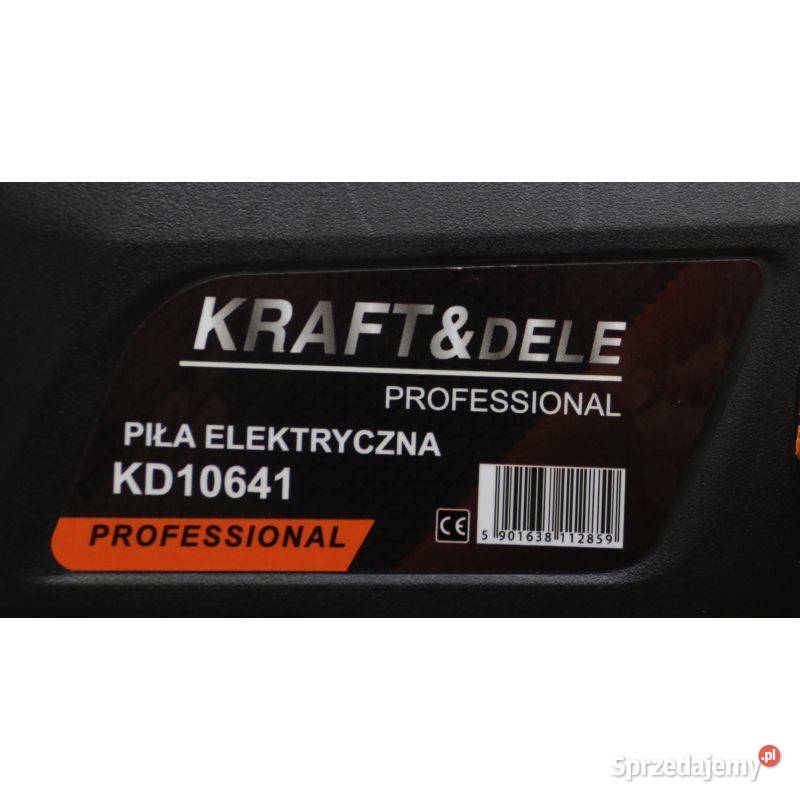 KRAFT&DELE
PROFESSIONAL
PIŁA ELEKTRYCZNA
KD10641
PROFESSIONAL
CE
5 901638 112859
Sprzedajemy.pl